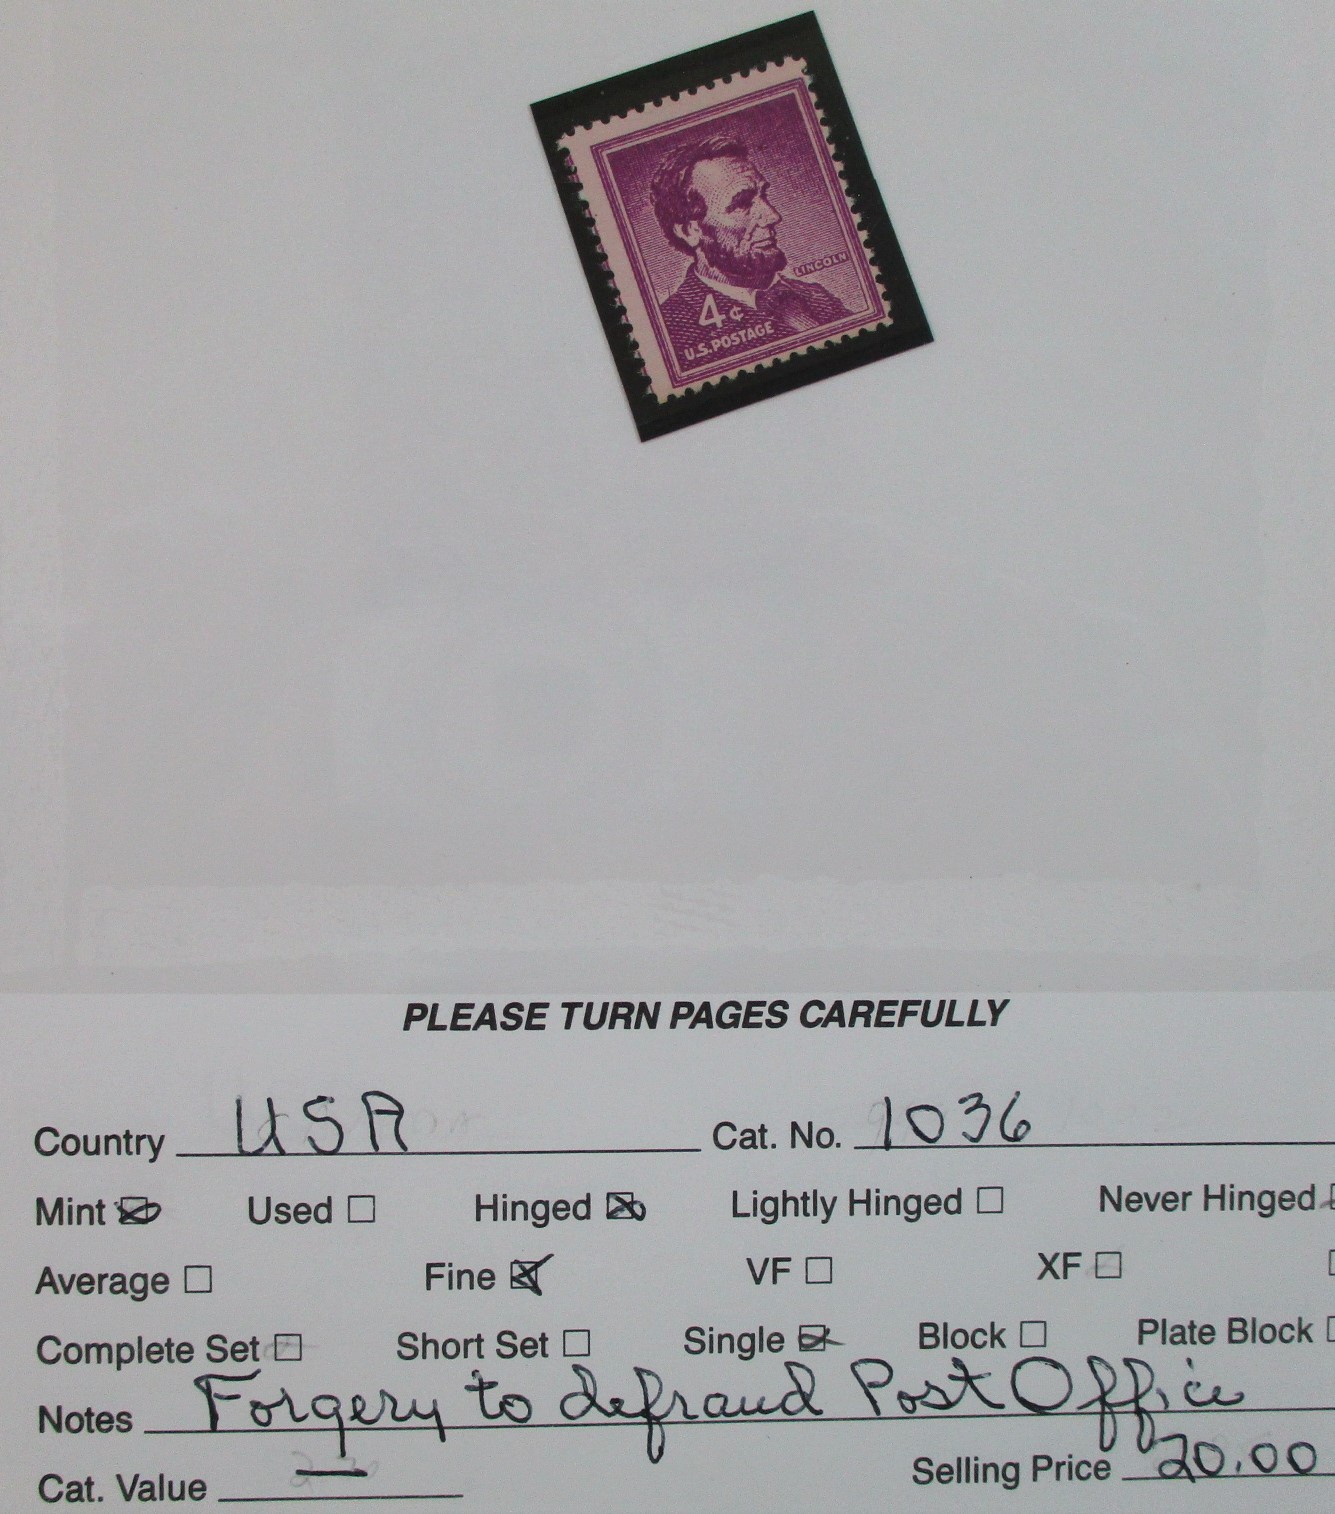 LINCOLN
4¢
U.S. POSTAGE
PLEASE TURN PAGES CAREFULLY
Country USA Cat. No. 1036
Mint Used Hinged Lightly Hinged Never Hinged
Average Fine VF XF
Complete Set Short Set Single Block Plate Block
Notes Forgery to defraud Post Office
Cat. Value — Selling Price 20.00